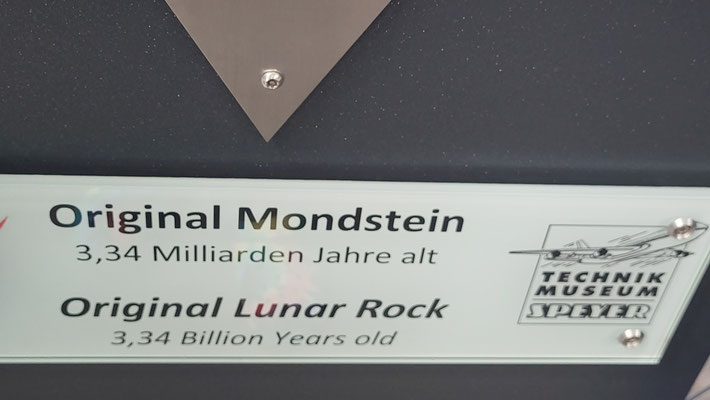 Original Mondstein
3,34 Milliarden Jahre alt
Original Lunar Rock
3,34 Billion Years old
TECHNIK
MUSEUM
SPEYER